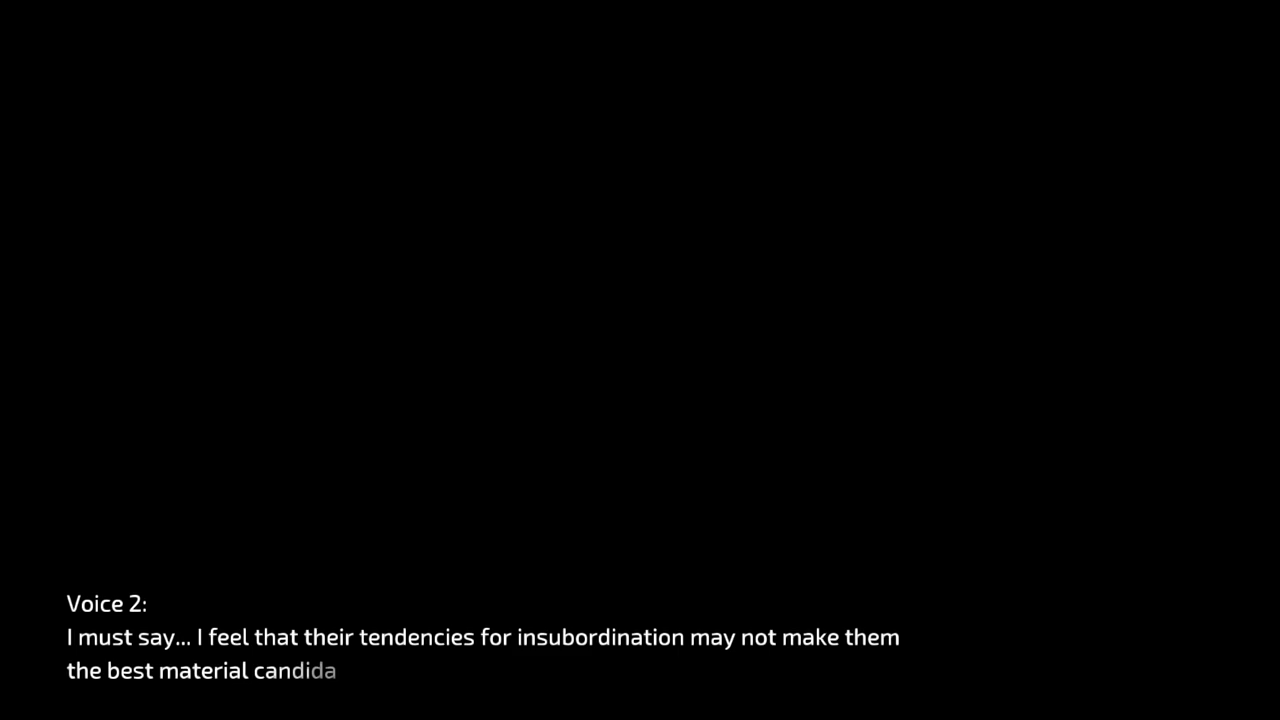 Voice 2:
I must say... I feel that their tendencies for insubordination may not make them
the best material candida